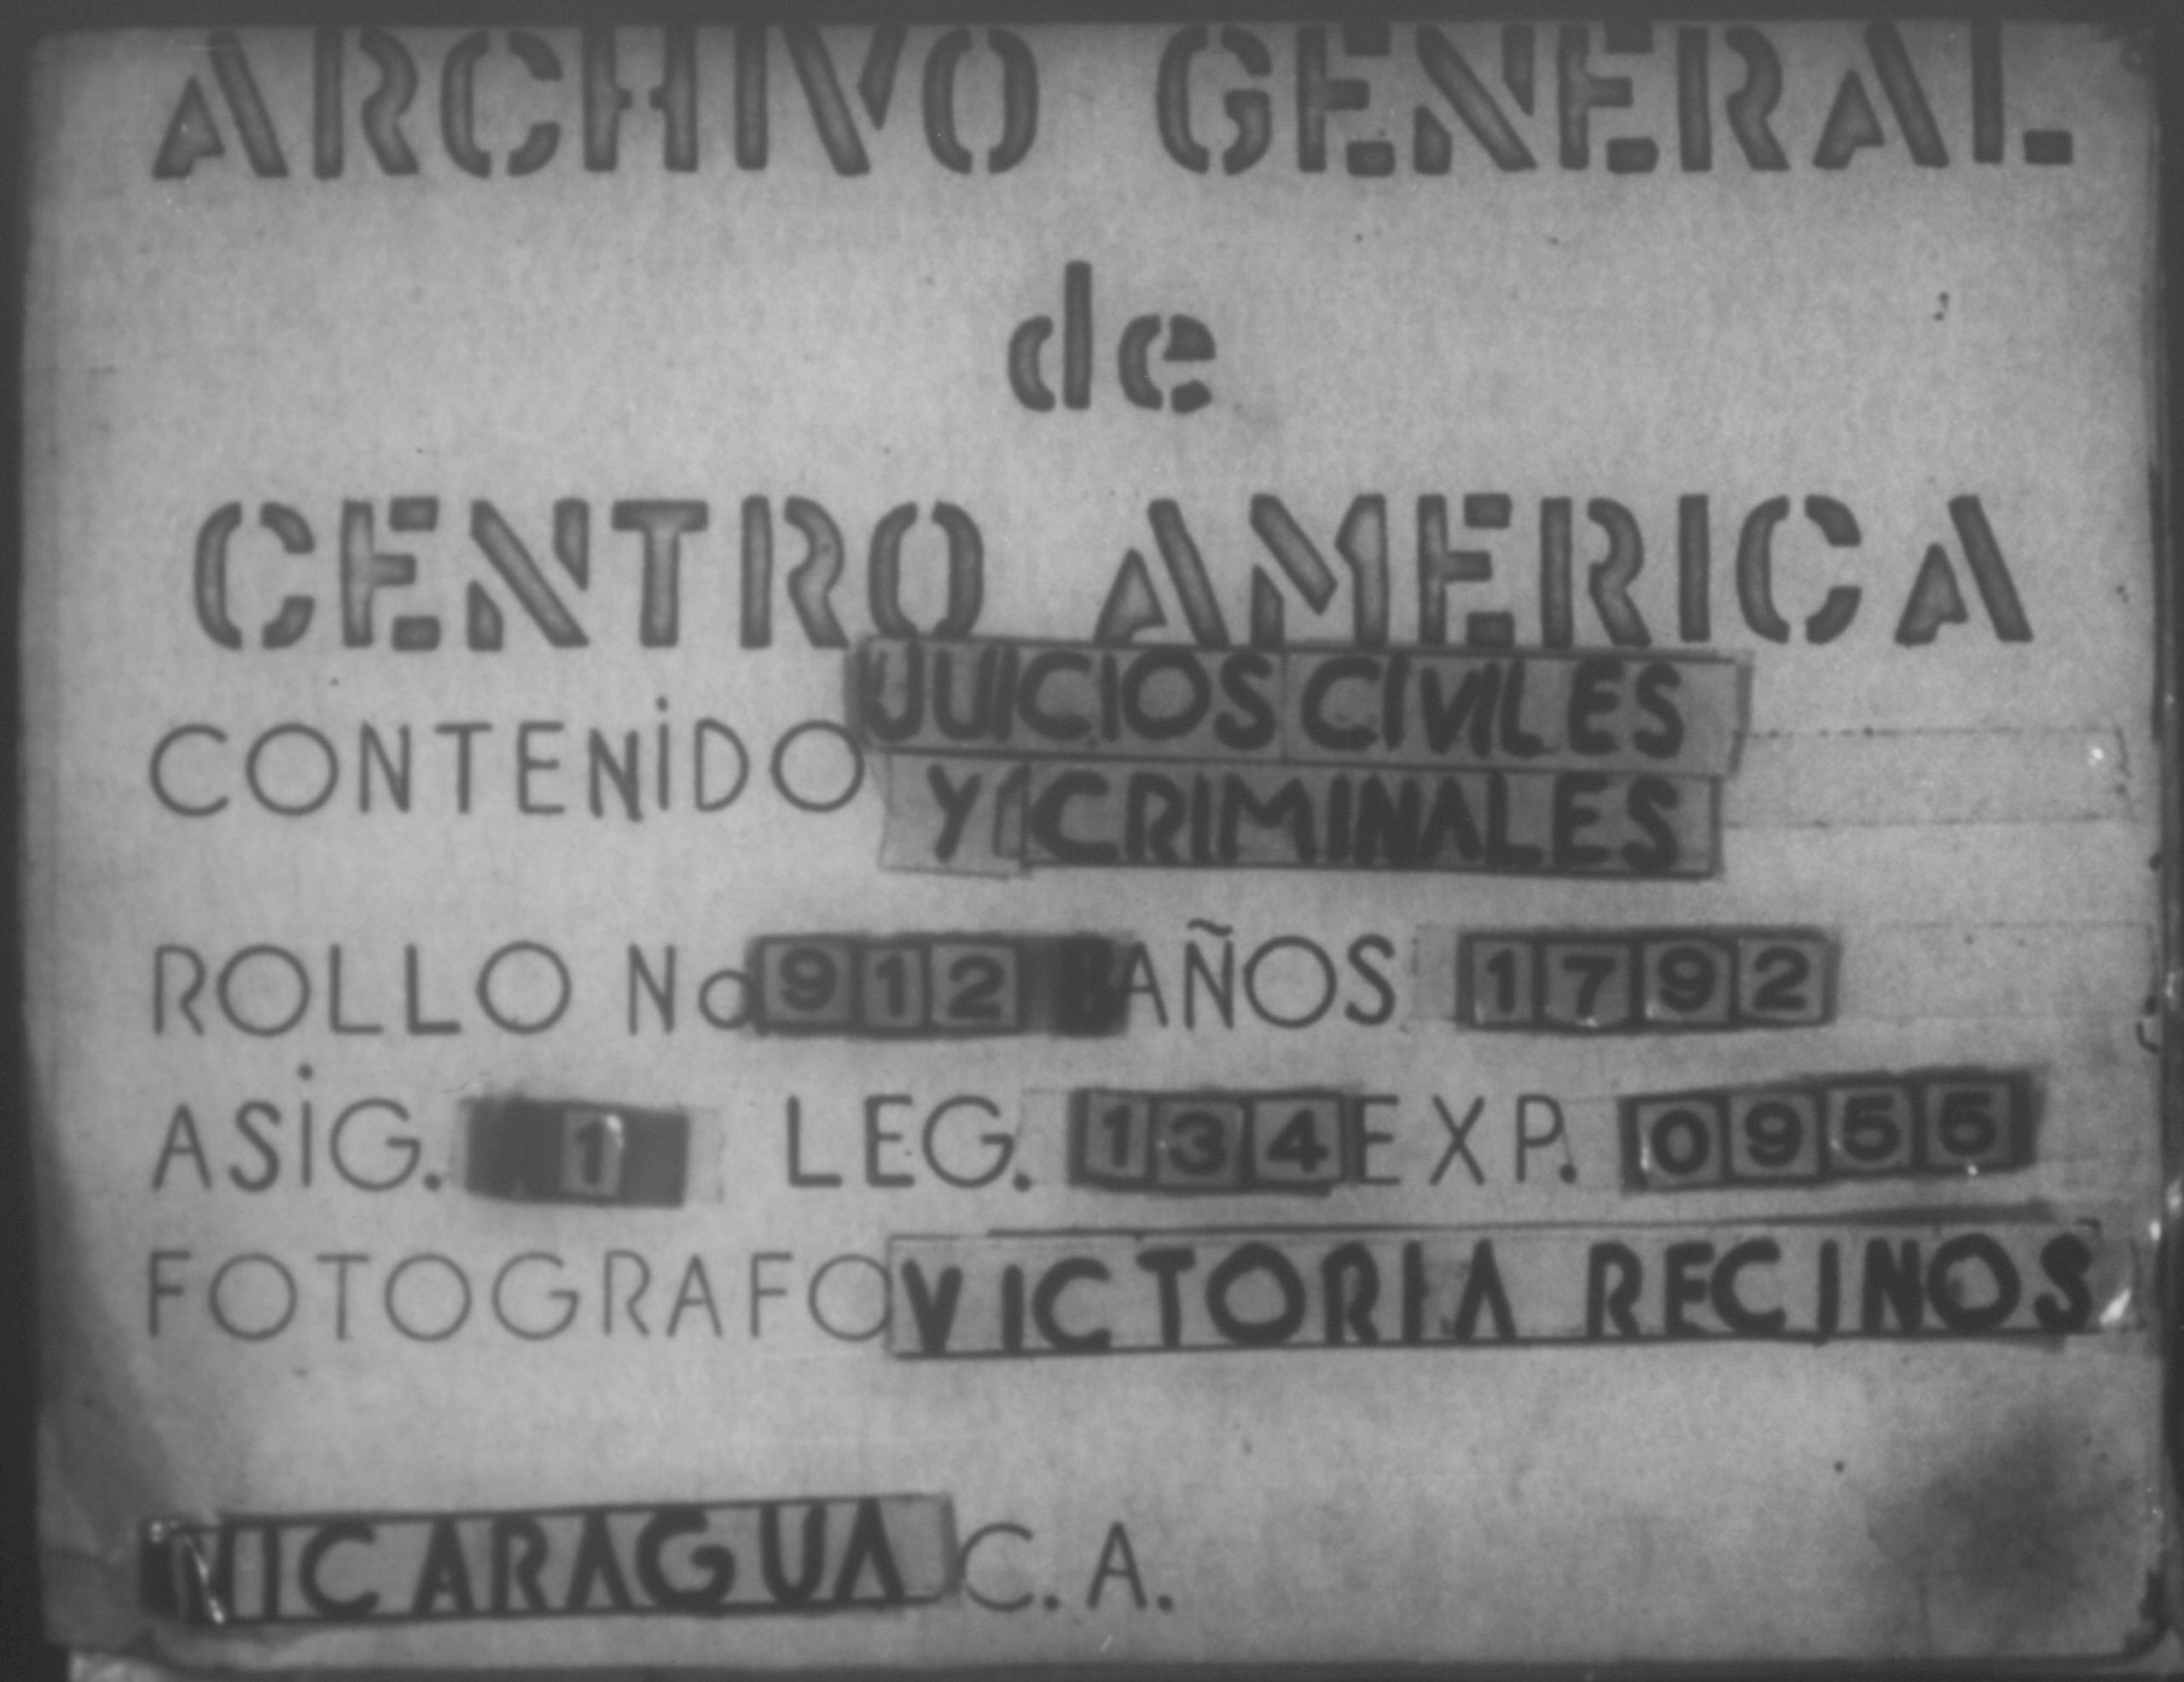 ARCHIVO GENERAL
de
CENTRO AMERICA
CONTENIDO JUICIOS CIVILES
Y CRIMINALES
ROLLO No 912 AÑOS 1792
ASIG. 1 LEG. 134 EXP. 0955
FOTOGRAFO VICTORIA RECINOS
NICARAGUA C.A.